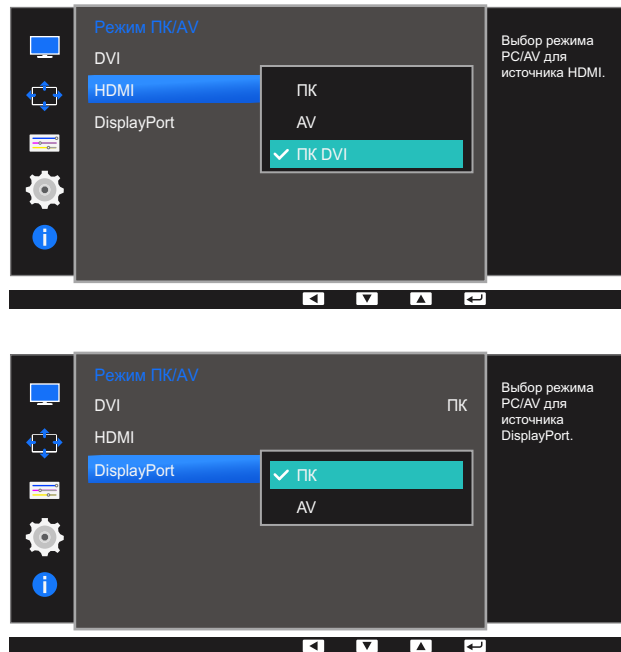 Режим ПК/AV
DVI
HDMI
DisplayPort
ПК
AV
ПК DVI
Выбор режима
PC/AV для
источника HDMI.
Режим ПК/AV
DVI ПК
HDMI
DisplayPort
ПК
AV
Выбор режима
PC/AV для
источника
DisplayPort.